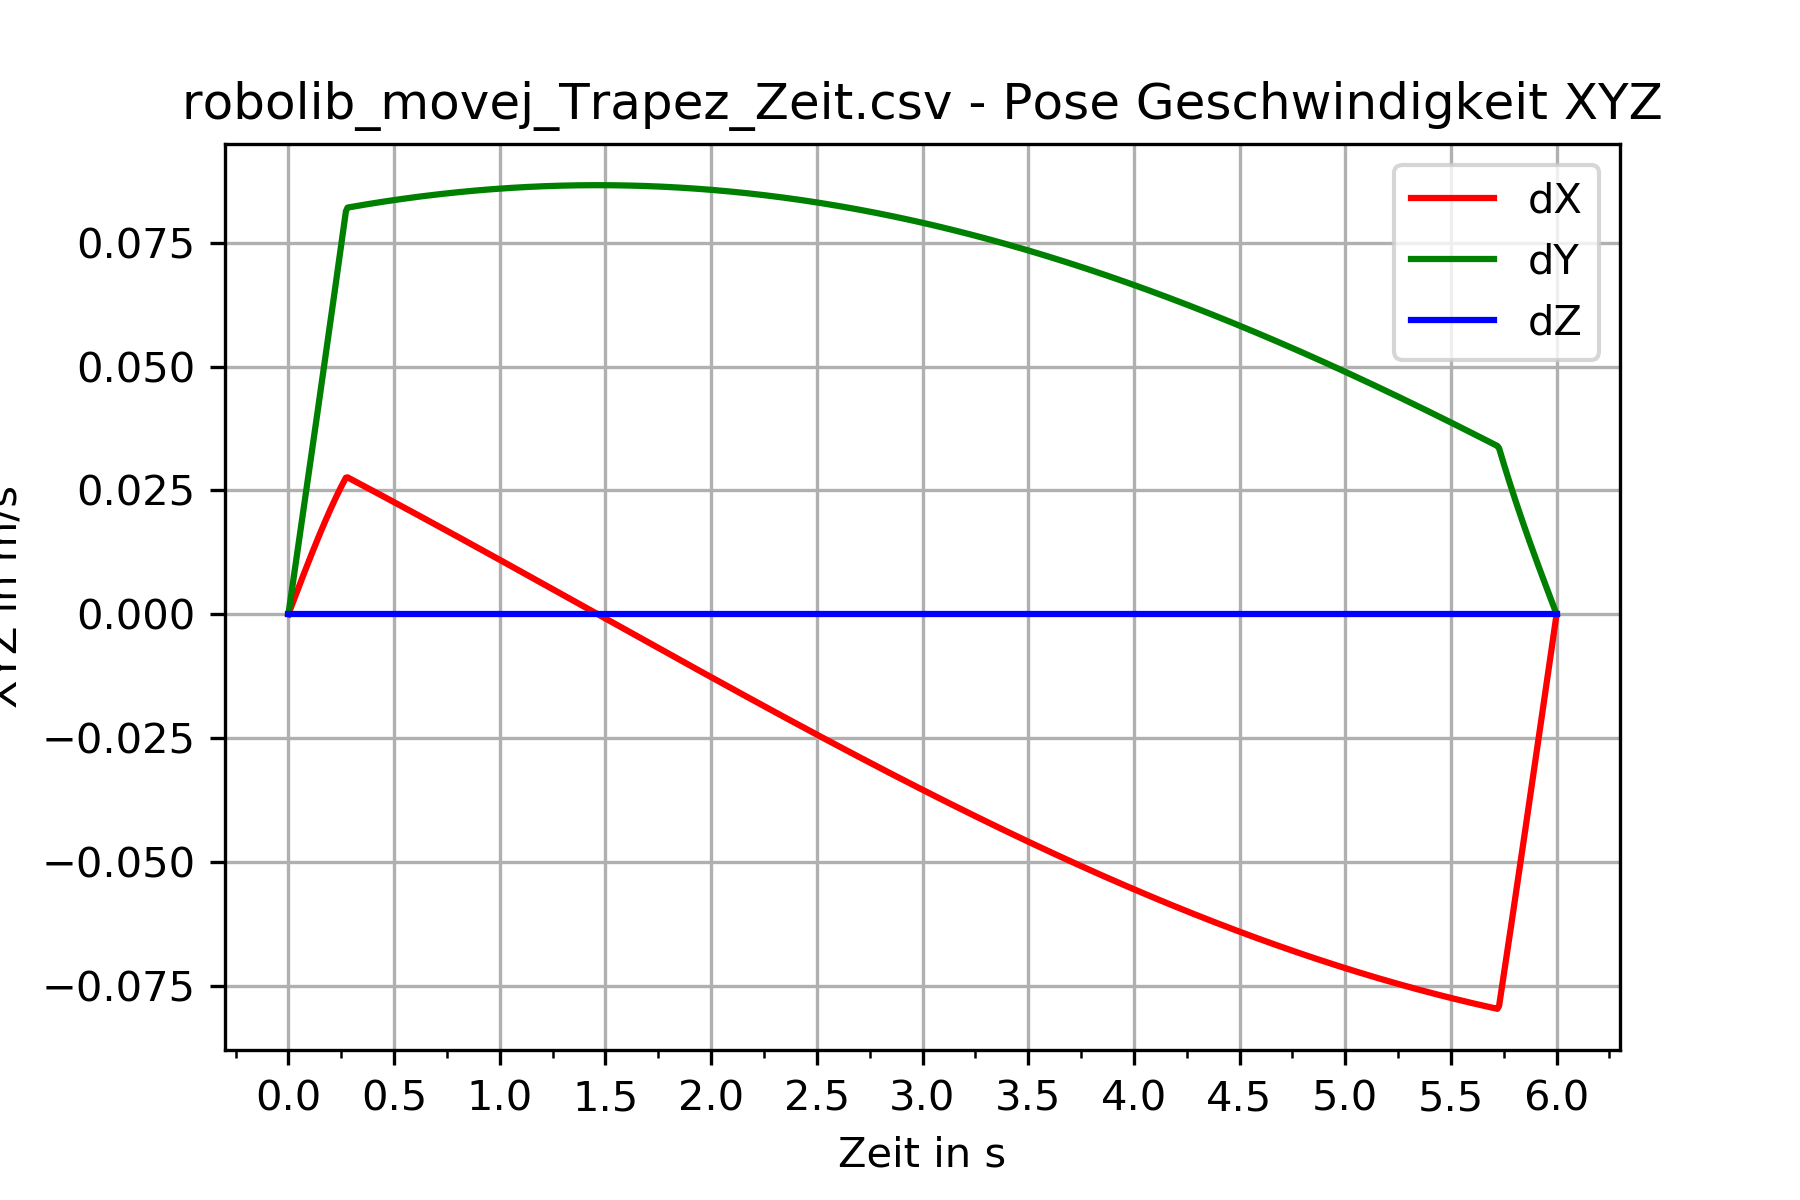 robolib_movej_Trapez_Zeit.csv - Pose Geschwindigkeit XYZ
dX
dY
dZ
0.075
0.050
0.025
0.000
−0.025
−0.050
−0.075
XYZ in m/s
0.0 0.5 1.0 1.5 2.0 2.5 3.0 3.5 4.0 4.5 5.0 5.5 6.0
Zeit in s